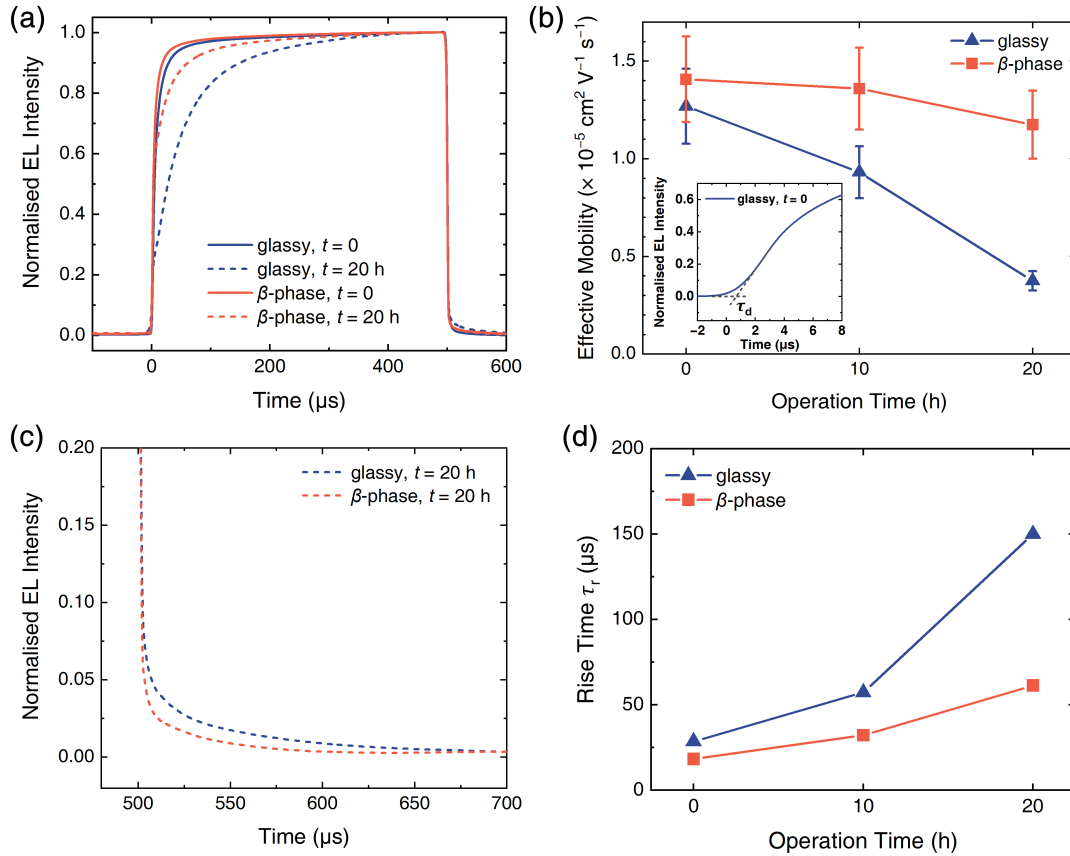 (a)
Normalised EL Intensity
1.0
0.8
0.6
0.4
0.2
0.0
glassy, t = 0
glassy, t = 20 h
β-phase, t = 0
β-phase, t = 20 h
0 200 400 600
Time (μs)
(b)
Effective Mobility (× 10⁻⁵ cm² V⁻¹ s⁻¹)
1.5
1.0
0.5
0.0
glassy
β-phase
Normalised EL Intensity
0.6
0.4
0.2
0.0
glassy, t = 0
τd
−2 0 2 4 6 8
Time (μs)
0 10 20
Operation Time (h)
(c)
Normalised EL Intensity
0.20
0.15
0.10
0.05
0.00
glassy, t = 20 h
β-phase, t = 20 h
500 550 600 650 700
Time (μs)
(d)
Rise Time τr (μs)
200
150
100
50
0
glassy
β-phase
0 10 20
Operation Time (h)